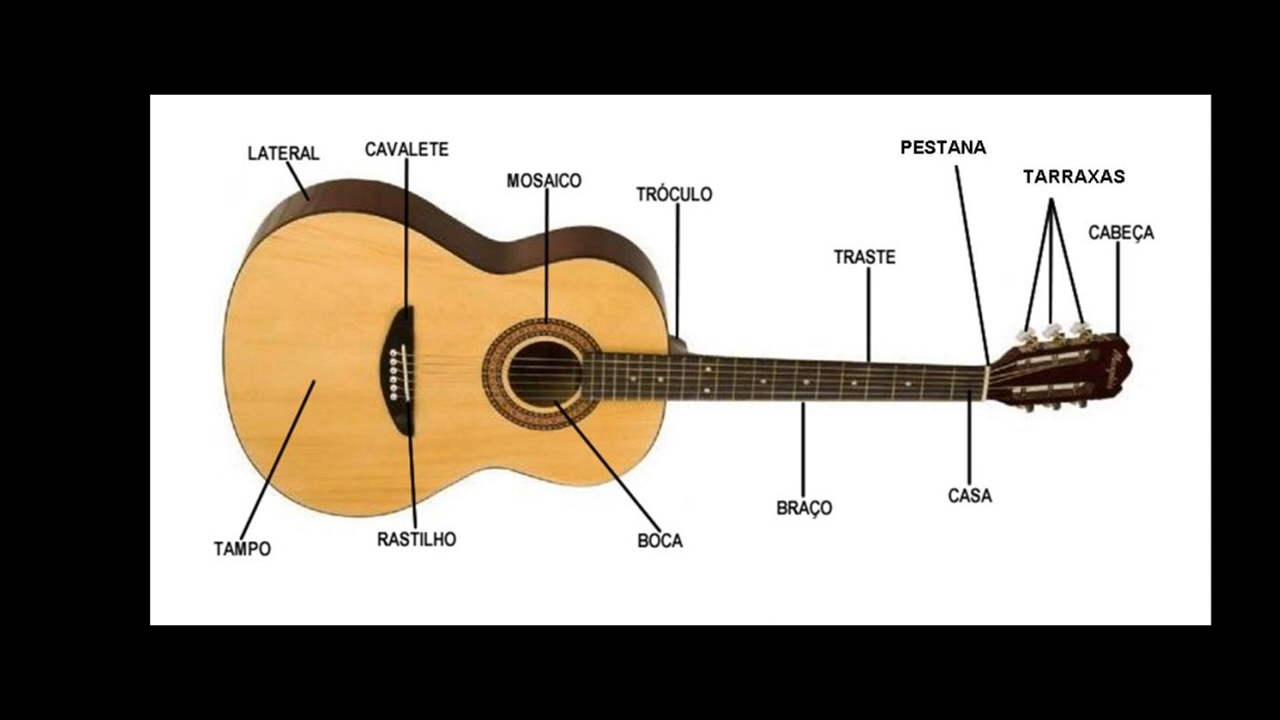 PESTANA
CAVALETE
LATERAL
TARRAXAS
MOSAICO
TRÓCULO
CABEÇA
TRASTE
CASA
BRAÇO
RASTILHO
BOCA
TAMPO